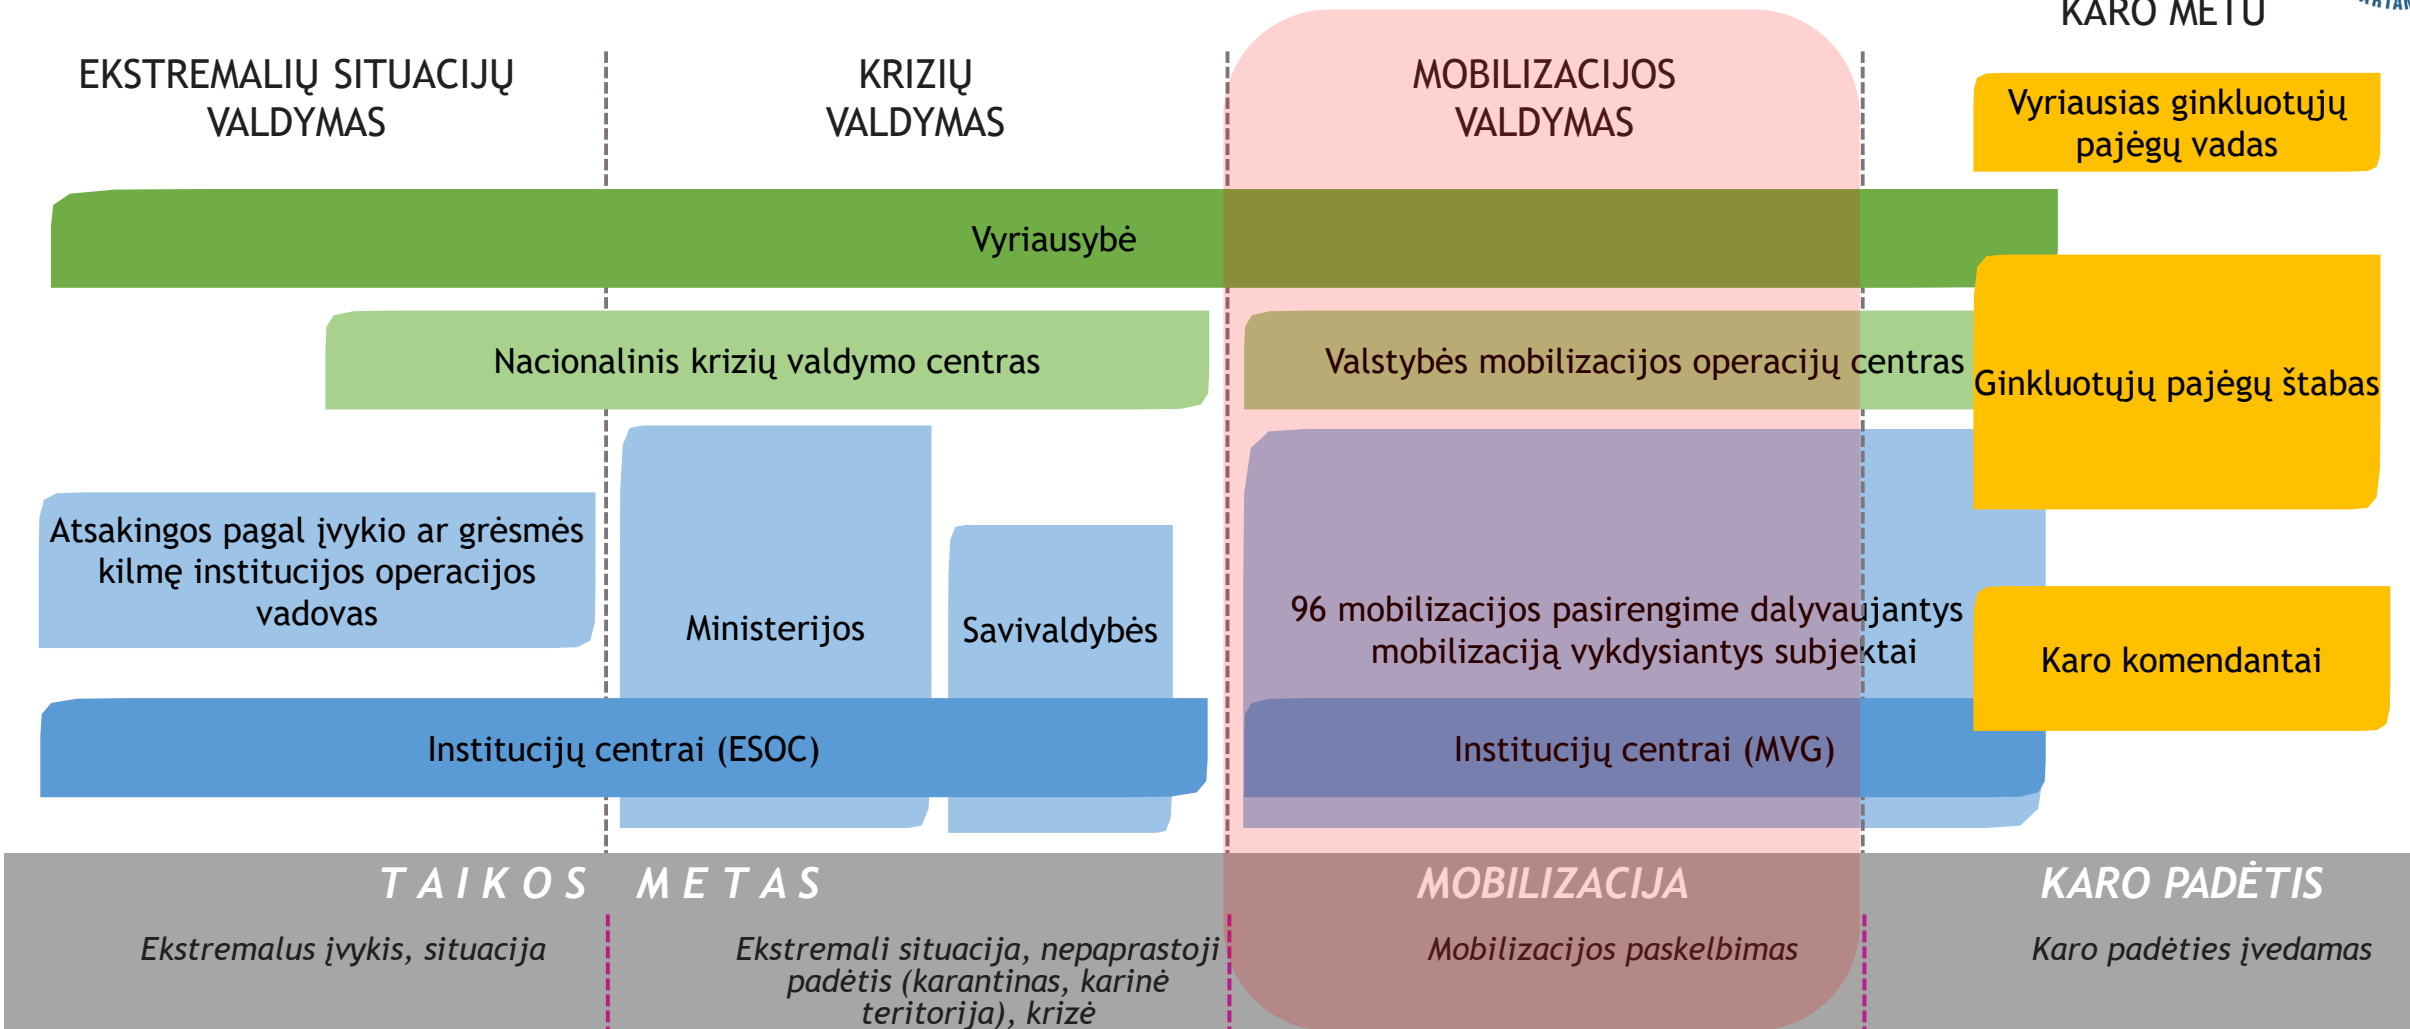 KARO METU
EKSTREMALIŲ SITUACIJŲ
VALDYMAS
KRIZIŲ
VALDYMAS
MOBILIZACIJOS
VALDYMAS
Vyriausias ginkluotųjų
pajėgų vadas
Vyriausybė
Nacionalinis krizių valdymo centras
Valstybės mobilizacijos operacijų centras
Ginkluotųjų pajėgų štabas
Atsakingos pagal įvykio ar grėsmės
kilmę institucijos operacijos
vadovas
Ministerijos
Savivaldybės
96 mobilizacijos pasirengime dalyvaujantys
mobilizaciją vykdysiantys subjektai
Karo komendantai
Institucijų centrai (ESOC)
Institucijų centrai (MVG)
TAIKOS METAS
MOBILIZACIJA
KARO PADĖTIS
Ekstremalus įvykis, situacija
Ekstremali situacija, nepaprastoji
padėtis (karantinas, karinė
teritorija), krizė
Mobilizacijos paskelbimas
Karo padėties įvedamas